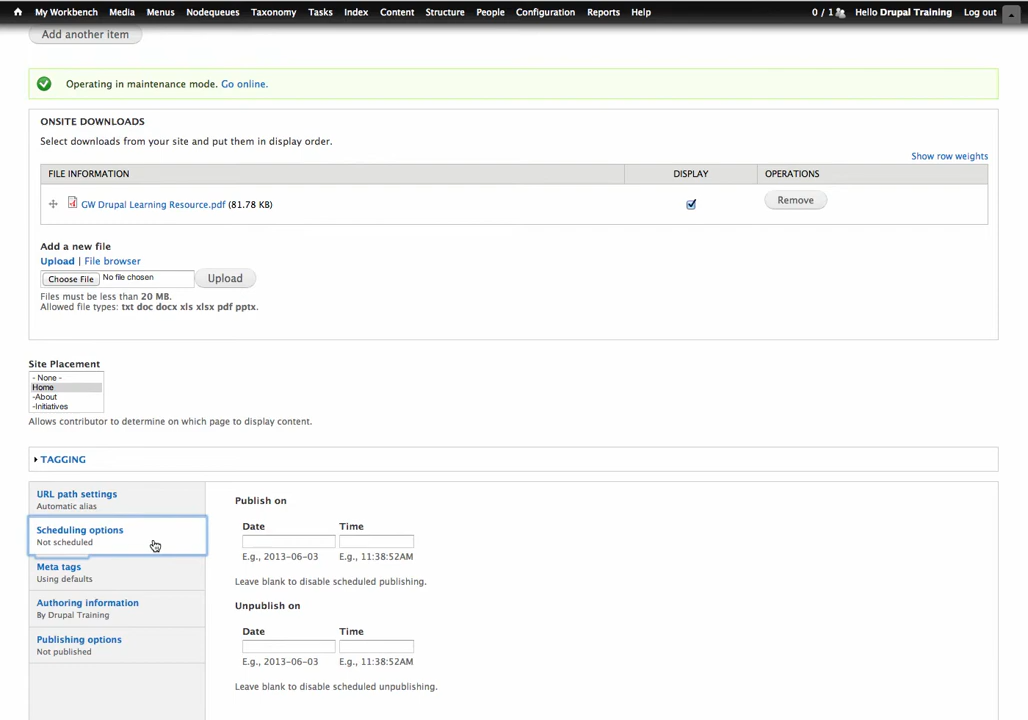 My Workbench Media Menus Nodequeues Taxonomy Tasks Index Content Structure People Configuration Reports Help 0 / 1 Hello Drupal Training Log out
Add another item
Operating in maintenance mode. Go online.
ONSITE DOWNLOADS
Select downloads from your site and put them in display order.
Show row weights
FILE INFORMATION DISPLAY OPERATIONS
GW Drupal Learning Resource.pdf (81.78 KB) Remove
Add a new file
Upload | File browser
Choose File No file chosen Upload
Files must be less than 20 MB.
Allowed file types: txt doc docx xls xlsx pdf pptx.
Site Placement
- None -
Home
-About
-Initiatives
Allows contributor to determine on which page to display content.
TAGGING
URL path settings
Automatic alias
Scheduling options
Not scheduled
Meta tags
Using defaults
Authoring information
By Drupal Training
Publishing options
Not published
Publish on
Date Time
E.g., 2013-06-03 E.g., 11:38:52AM
Leave blank to disable scheduled publishing.
Unpublish on
Date Time
E.g., 2013-06-03 E.g., 11:38:52AM
Leave blank to disable scheduled unpublishing.